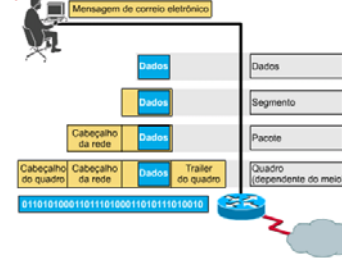 Mensagem de correio eletrônico
Dados
Dados
Dados
Segmento
Cabeçalho
da rede
Dados
Pacote
Cabeçalho
do quadro
Cabeçalho
da rede
Dados
Trailer
do quadro
Quadro
(dependente do meio
01101010001101110100011010111010010